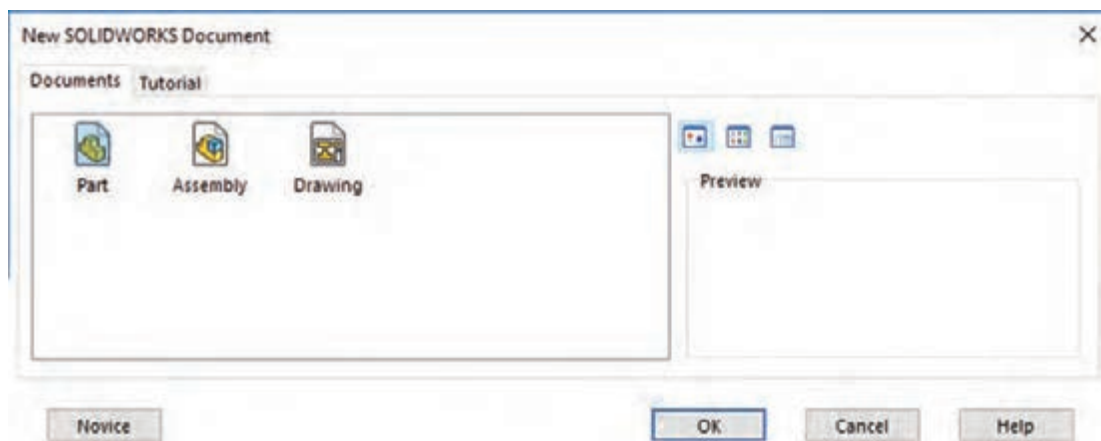 New SOLIDWORKS Document
Documents Tutorial
Part Assembly Drawing
Preview
Novice OK Cancel Help